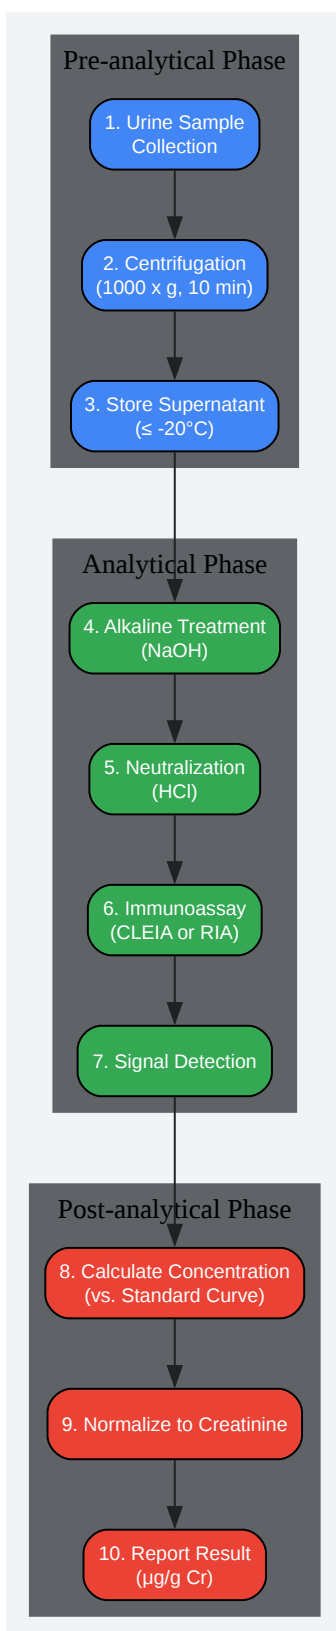 Pre-analytical Phase
1. Urine Sample
Collection
2. Centrifugation
(1000 x g, 10 min)
3. Store Supernatant
(≤ -20°C)
Analytical Phase
4. Alkaline Treatment
(NaOH)
5. Neutralization
(HCl)
6. Immunoassay
(CLEIA or RIA)
7. Signal Detection
Post-analytical Phase
8. Calculate Concentration
(vs. Standard Curve)
9. Normalize to Creatinine
10. Report Result
(µg/g Cr)